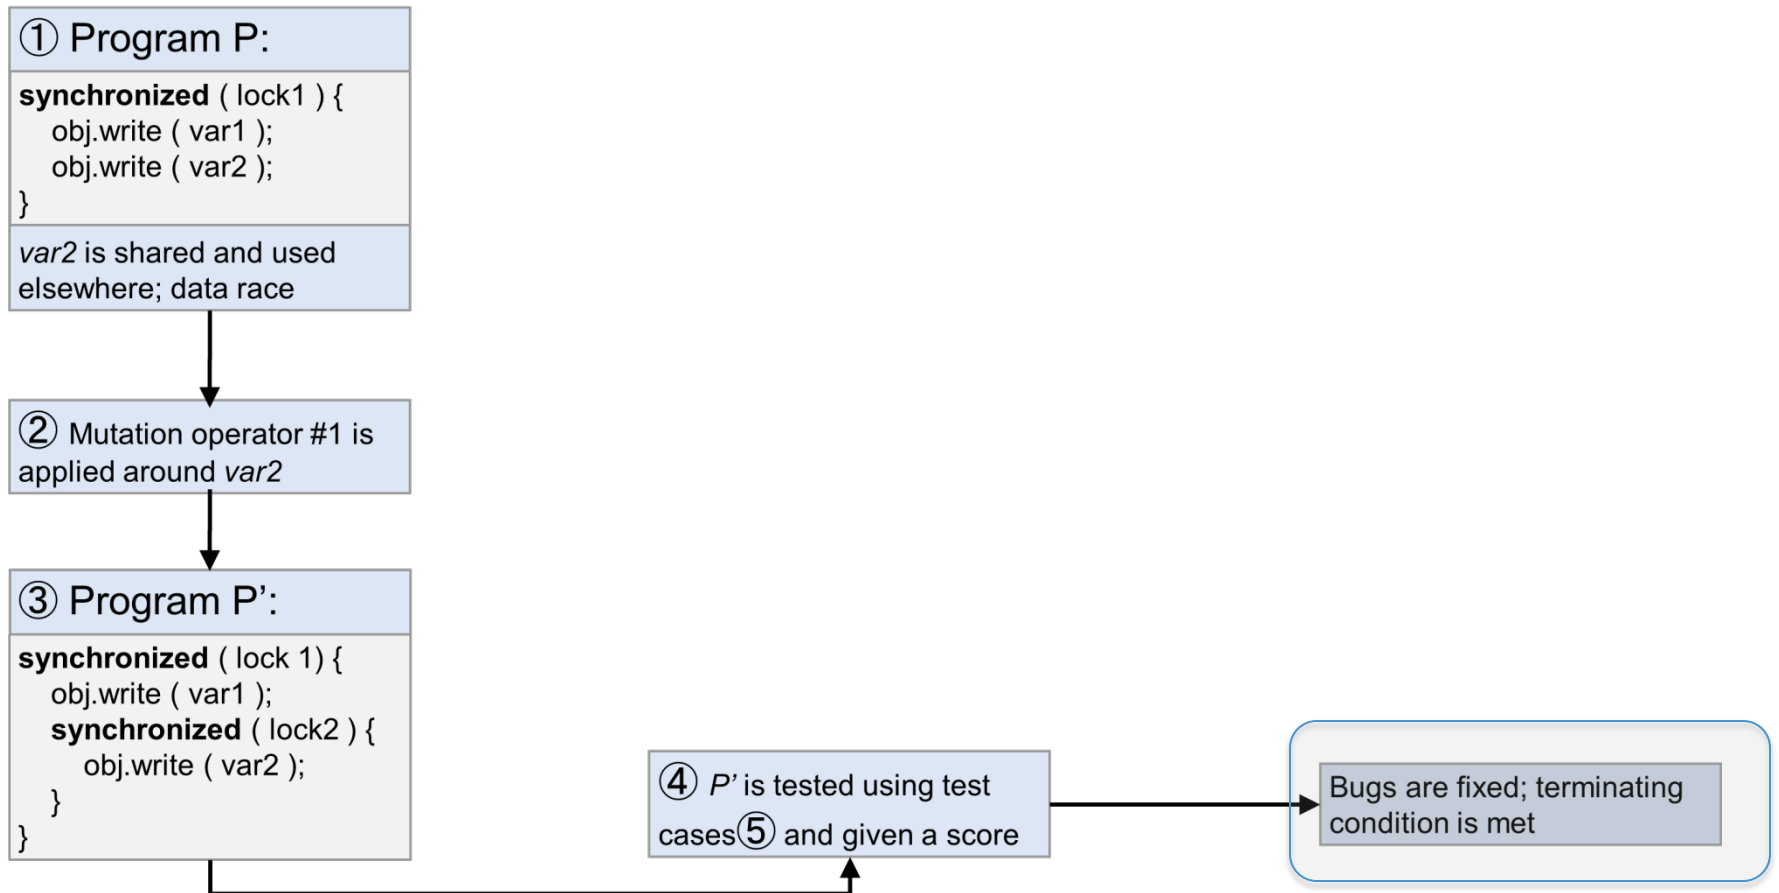 ① Program P:
synchronized ( lock1 ) {
obj.write ( var1 );
obj.write ( var2 );
}
var2 is shared and used
elsewhere; data race
② Mutation operator #1 is
applied around var2
③ Program P’:
synchronized ( lock 1) {
obj.write ( var1 );
synchronized ( lock2 ) {
obj.write ( var2 );
}
}
④ P’ is tested using test
cases⑤ and given a score
Bugs are fixed; terminating
condition is met